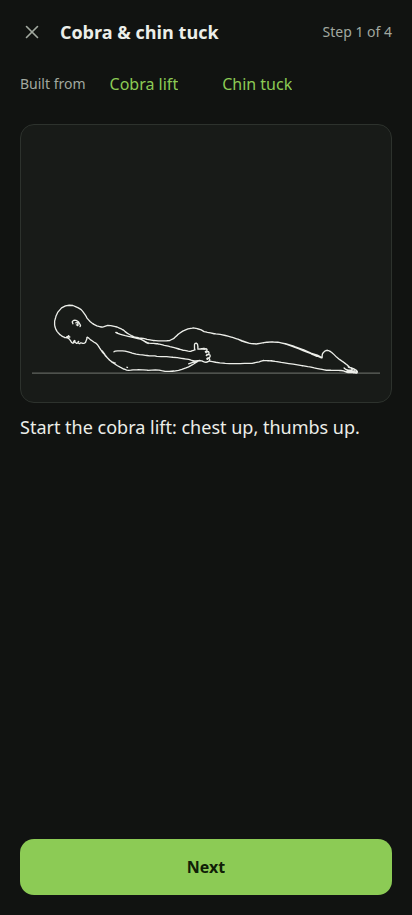 Cobra & chin tuck Step 1 of 4
Built from Cobra lift Chin tuck
Start the cobra lift: chest up, thumbs up.
Next